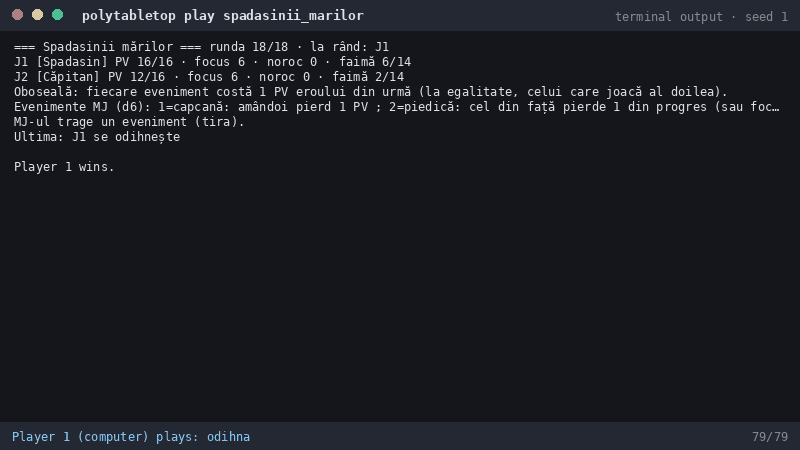 polytabletop play spadasinii_marilor
terminal output · seed 1
=== Spadasinii mărilor === runda 18/18 · la rând: J1
J1 [Spadasin] PV 16/16 · focus 6 · noroc 0 · faimă 6/14
J2 [Căpitan] PV 12/16 · focus 6 · noroc 0 · faimă 2/14
Oboseală: fiecare eveniment costă 1 PV eroului din urmă (la egalitate, celui care joacă al doilea).
Evenimente MJ (d6): 1=capcană: amândoi pierd 1 PV ; 2=piedică: cel din față pierde 1 din progres (sau foc…
MJ-ul trage un eveniment (tira).
Ultima: J1 se odihnește
Player 1 wins.
Player 1 (computer) plays: odihna
79/79